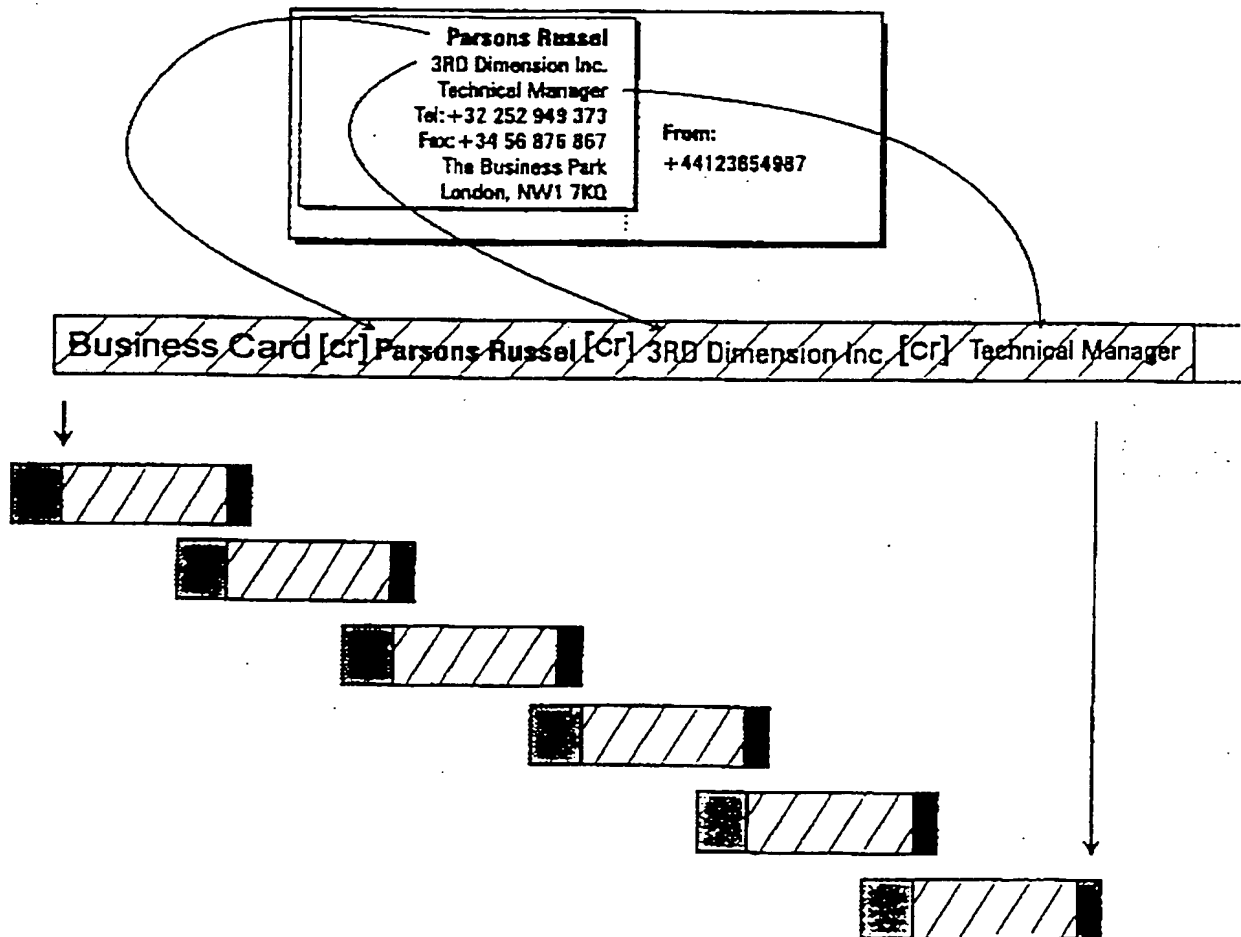 Parsons Russel
3RD Dimension Inc.
Technical Manager
Tel:+32 252 949 373
Fax:+34 56 876 867
The Business Park
London, NW1 7KQ
From:
+44123654987
Business Card [cr] Parsons Russel [cr] 3RD Dimension Inc. [cr] Technical Manager